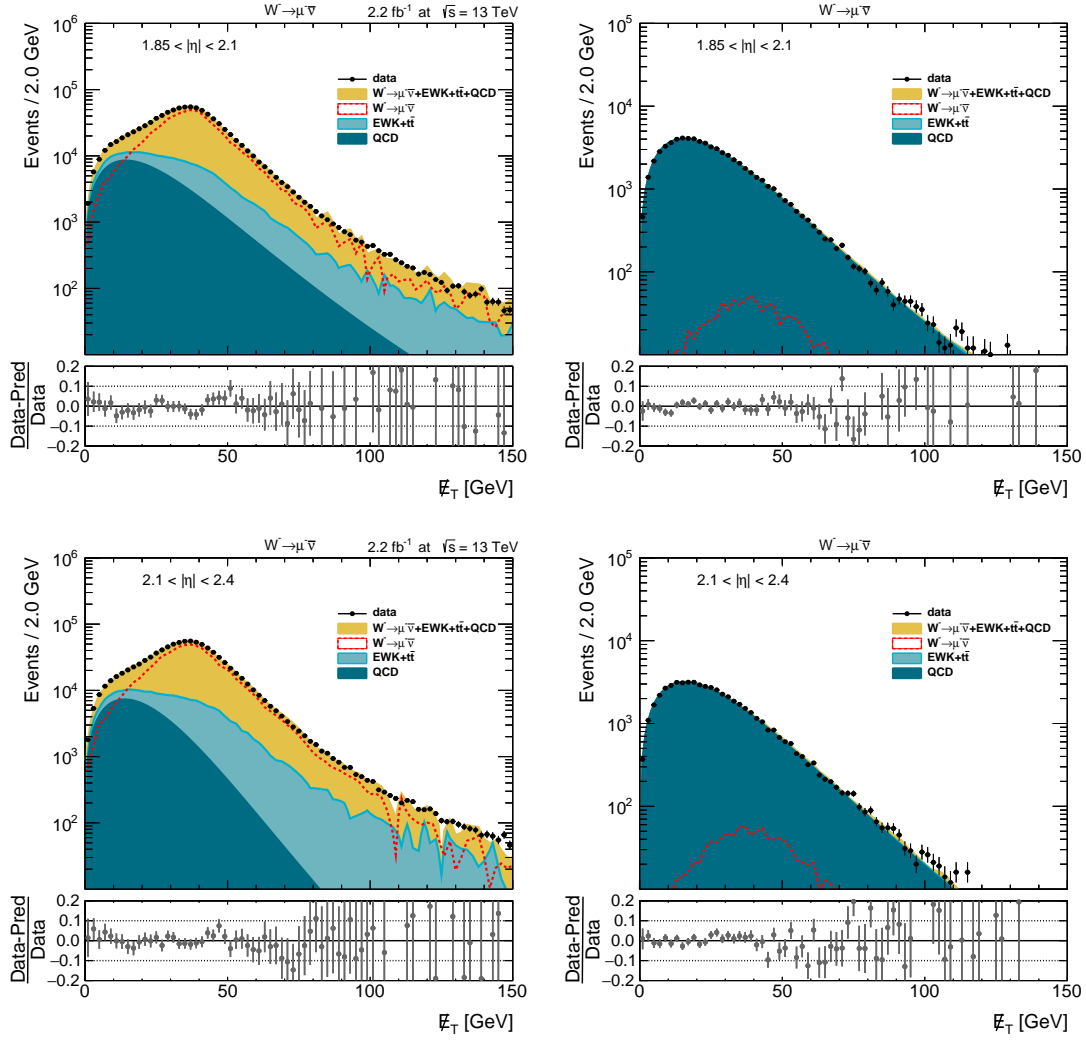 W⁻→μ⁻ν̄ 2.2 fb⁻¹ at √s = 13 TeV
Events / 2.0 GeV
10⁶
10⁵
10⁴
10³
10²
1.85 < |η| < 2.1
data
W⁻→μ⁻ν̄+EWK+tt̄+QCD
W⁻→μ⁻ν̄
EWK+tt̄
QCD
Data-Pred
Data
0.2
0.1
0.0
−0.1
−0.2
0 50 100 150
E̸_T [GeV]
W⁻→μ⁻ν̄
Events / 2.0 GeV
10⁵
10⁴
10³
10²
1.85 < |η| < 2.1
data
W⁻→μ⁻ν̄+EWK+tt̄+QCD
W⁻→μ⁻ν̄
EWK+tt̄
QCD
Data-Pred
Data
0.2
0.1
0.0
−0.1
−0.2
0 50 100 150
E̸_T [GeV]
W⁻→μ⁻ν̄ 2.2 fb⁻¹ at √s = 13 TeV
Events / 2.0 GeV
10⁶
10⁵
10⁴
10³
10²
2.1 < |η| < 2.4
data
W⁻→μ⁻ν̄+EWK+tt̄+QCD
W⁻→μ⁻ν̄
EWK+tt̄
QCD
Data-Pred
Data
0.2
0.1
0.0
−0.1
−0.2
0 50 100 150
E̸_T [GeV]
W⁻→μ⁻ν̄
Events / 2.0 GeV
10⁵
10⁴
10³
10²
2.1 < |η| < 2.4
data
W⁻→μ⁻ν̄+EWK+tt̄+QCD
W⁻→μ⁻ν̄
EWK+tt̄
QCD
Data-Pred
Data
0.2
0.1
0.0
−0.1
−0.2
0 50 100 150
E̸_T [GeV]